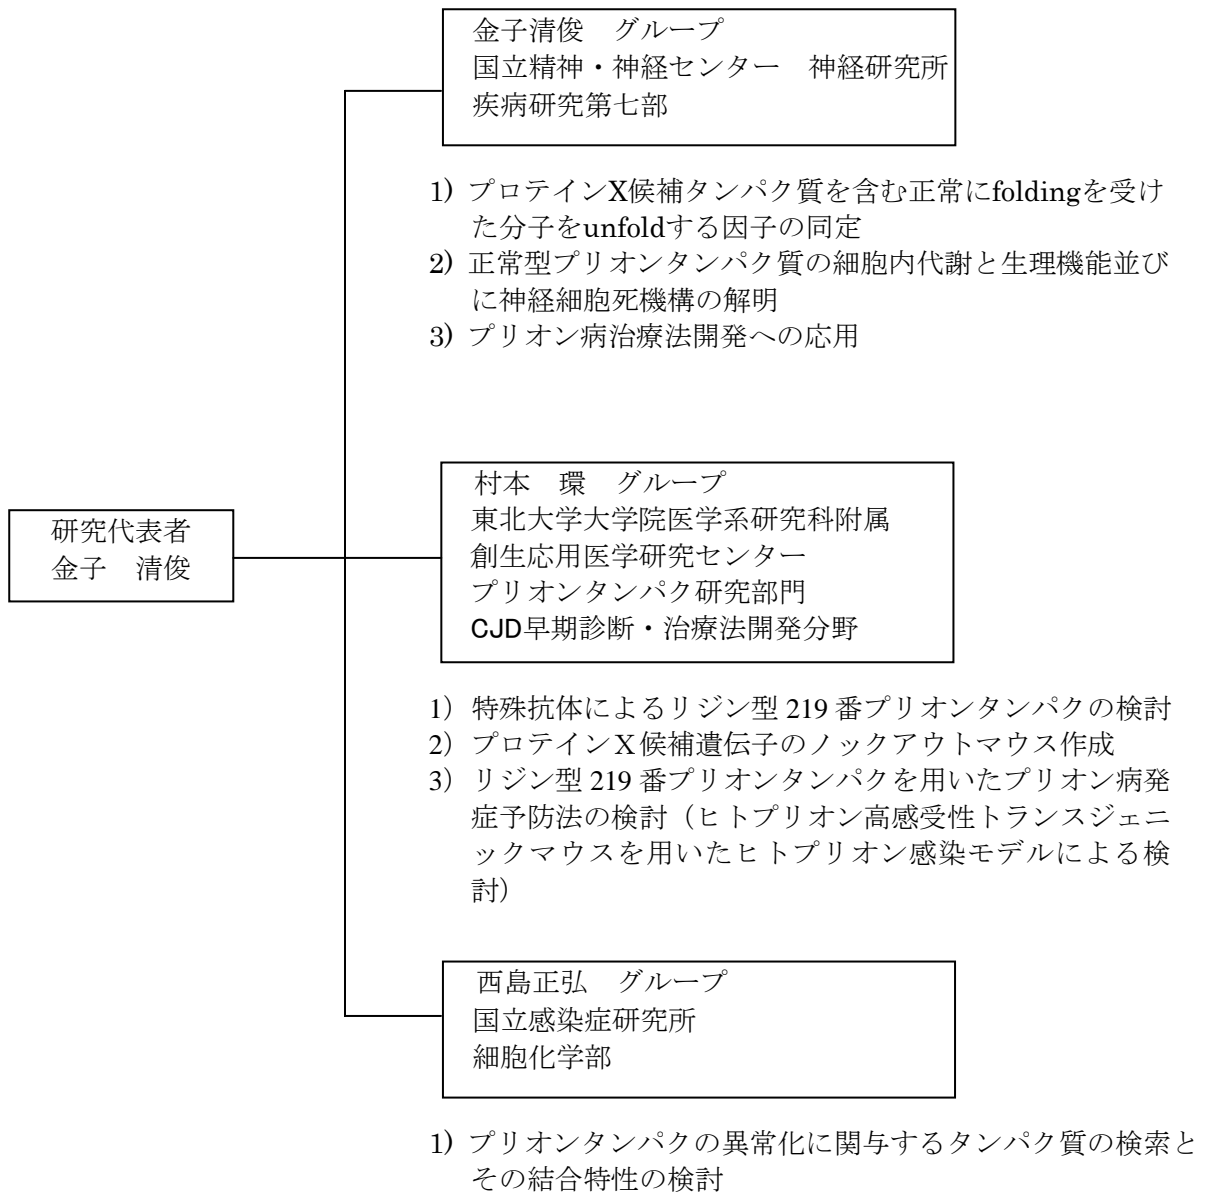 金子清俊　グループ
国立精神・神経センター　神経研究所
疾病研究第七部
1) プロテインX候補タンパク質を含む正常にfoldingを受け
た分子をunfoldする因子の同定
2) 正常型プリオンタンパク質の細胞内代謝と生理機能並び
に神経細胞死機構の解明
3) プリオン病治療法開発への応用
研究代表者
金子　清俊
村本　環　グループ
東北大学大学院医学系研究科附属
創生応用医学研究センター
プリオンタンパク研究部門
CJD早期診断・治療法開発分野
1）特殊抗体によるリジン型 219 番プリオンタンパクの検討
2）プロテインＸ候補遺伝子のノックアウトマウス作成
3）リジン型 219 番プリオンタンパクを用いたプリオン病発
症予防法の検討（ヒトプリオン高感受性トランスジェニ
ックマウスを用いたヒトプリオン感染モデルによる検
討）
西島正弘　グループ
国立感染症研究所
細胞化学部
1) プリオンタンパクの異常化に関与するタンパク質の検索と
その結合特性の検討